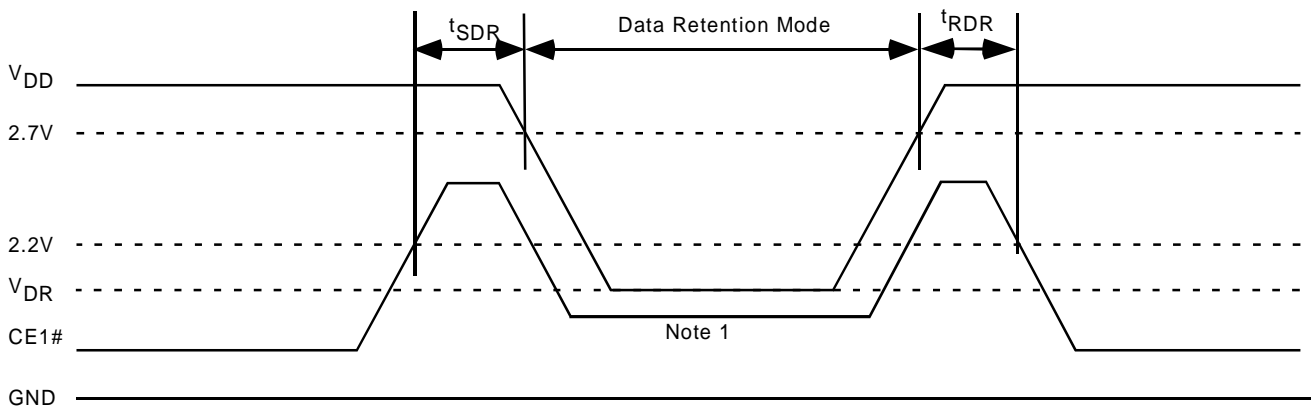 tSDR
Data Retention Mode
tRDR
VDD
2.7V
2.2V
VDR
CE1#
Note 1
GND